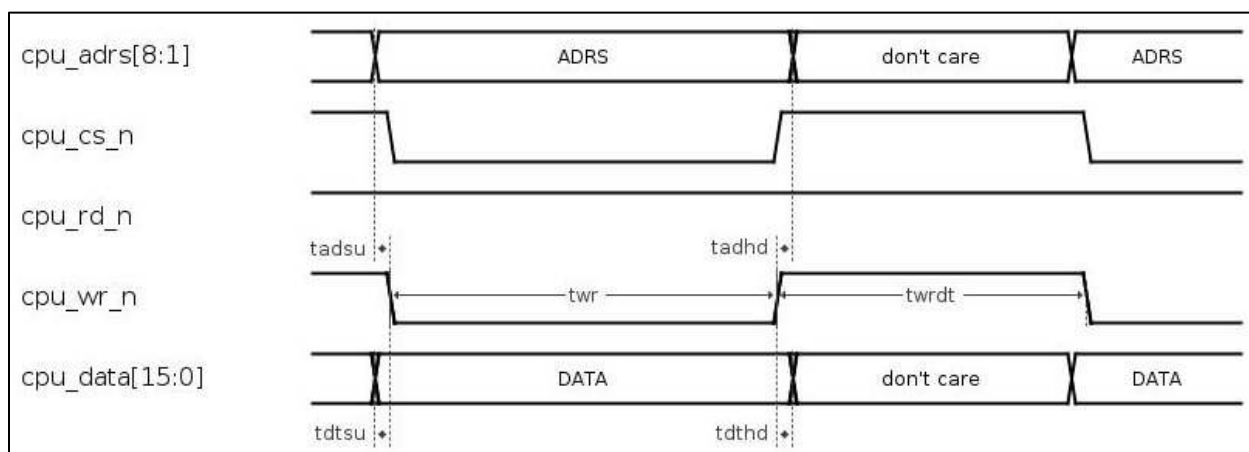 cpu_adrs[8:1] ADRS don't care ADRS
cpu_cs_n
cpu_rd_n
tadsu tadhd
cpu_wr_n twr twrdt
cpu_data[15:0] DATA don't care DATA
tdtsu tdthd